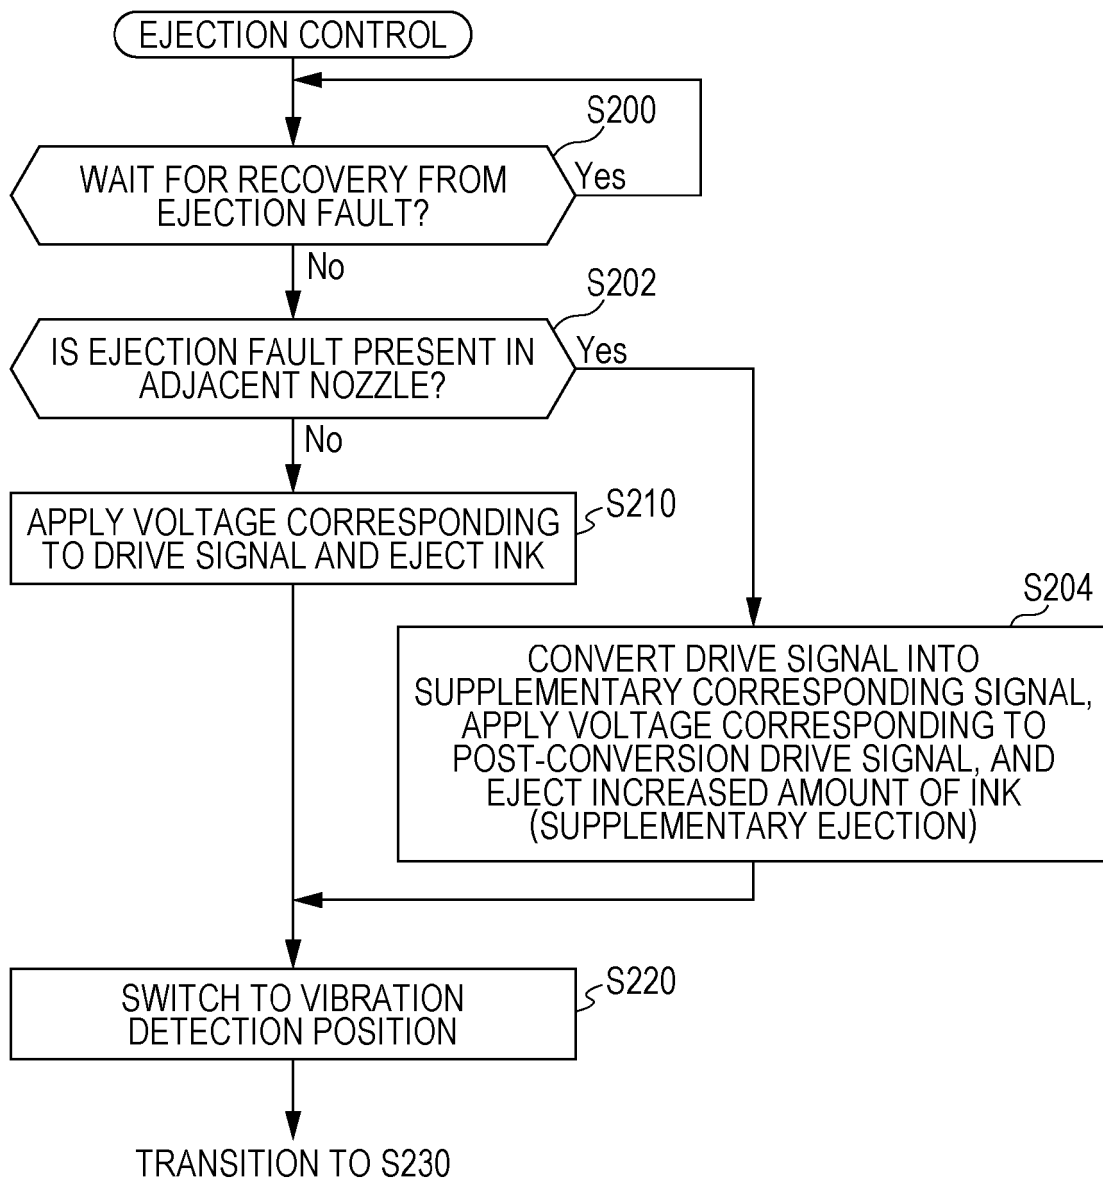 EJECTION CONTROL
S200
WAIT FOR RECOVERY FROM
EJECTION FAULT?
Yes
No
S202
IS EJECTION FAULT PRESENT IN
ADJACENT NOZZLE?
Yes
No
S210
APPLY VOLTAGE CORRESPONDING
TO DRIVE SIGNAL AND EJECT INK
S204
CONVERT DRIVE SIGNAL INTO
SUPPLEMENTARY CORRESPONDING SIGNAL,
APPLY VOLTAGE CORRESPONDING TO
POST-CONVERSION DRIVE SIGNAL, AND
EJECT INCREASED AMOUNT OF INK
(SUPPLEMENTARY EJECTION)
S220
SWITCH TO VIBRATION
DETECTION POSITION
TRANSITION TO S230